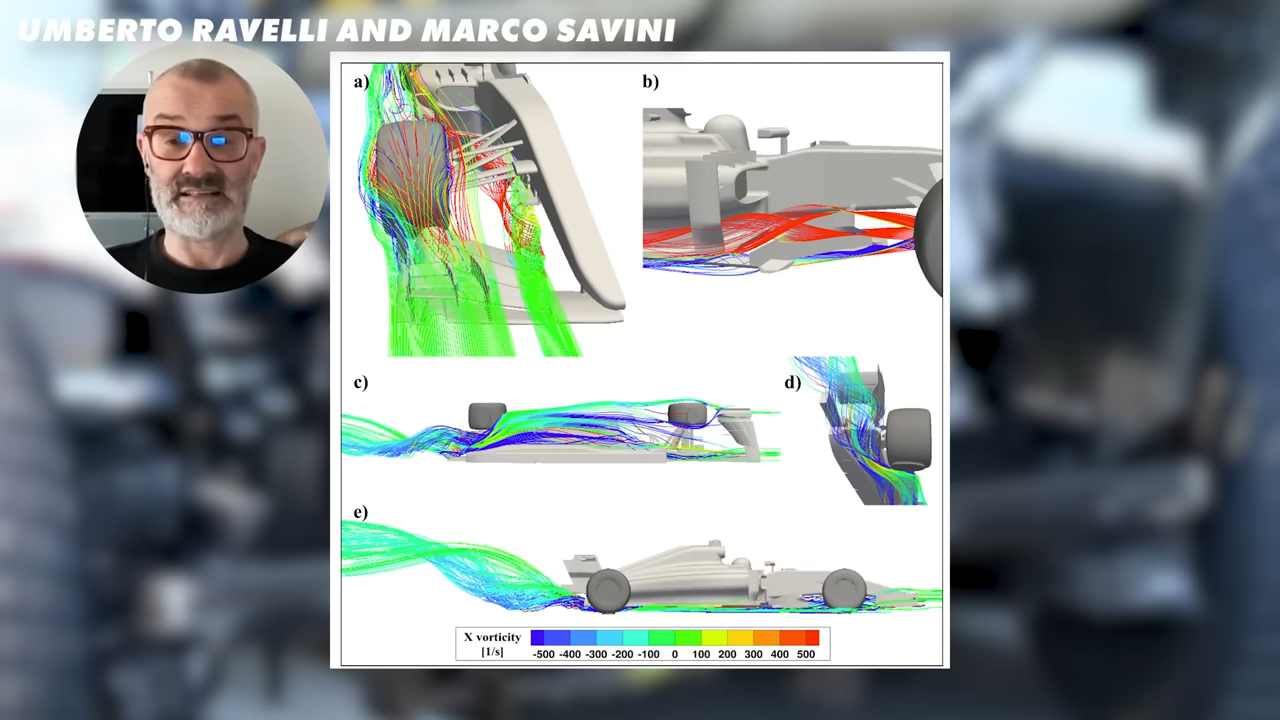 UMBERTO RAVELLI AND MARCO SAVINI
a)
b)
c)
d)
e)
X vorticity
[1/s]
-500 -400 -300 -200 -100 0 100 200 300 400 500